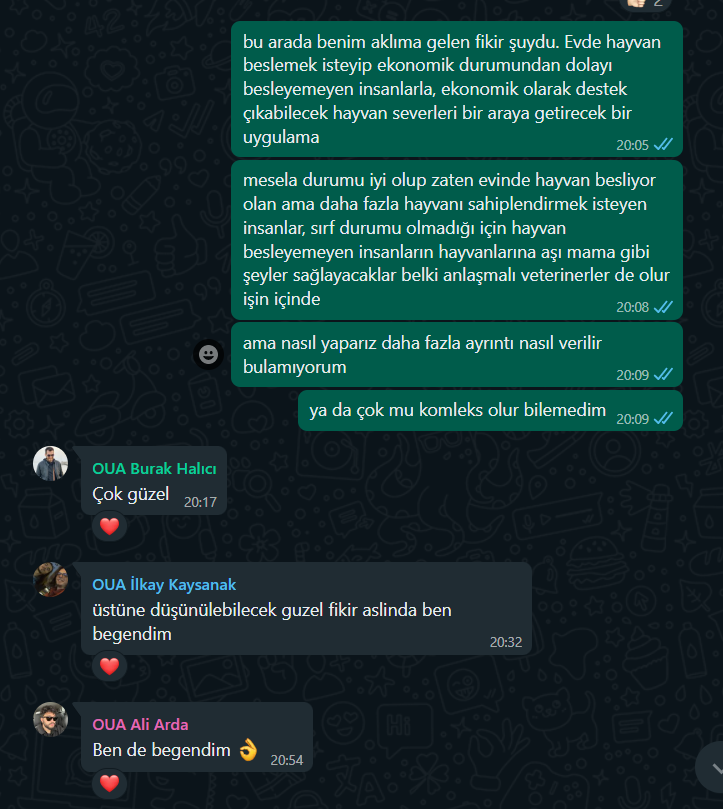 2
bu arada benim aklıma gelen fikir şuydu. Evde hayvan
beslemek isteyip ekonomik durumundan dolayı
besleyemeyen insanlarla, ekonomik olarak destek
çıkabilecek hayvan severleri bir araya getirecek bir
uygulama
20:05
mesela durumu iyi olup zaten evinde hayvan besliyor
olan ama daha fazla hayvanı sahiplendirmek isteyen
insanlar, sırf durumu olmadığı için hayvan
besleyemeyen insanların hayvanlarına aşı mama gibi
şeyler sağlayacaklar belki anlaşmalı veterinerler de olur
işin içinde
20:08
ama nasıl yaparız daha fazla ayrıntı nasıl verilir
bulamıyorum
20:09
ya da çok mu komleks olur bilemedim 20:09
OUA Burak Halıcı
Çok güzel 20:17
OUA İlkay Kaysanak
üstüne düşünülebilecek guzel fikir aslinda ben
begendim
20:32
OUA Ali Arda
Ben de begendim 👌 20:54